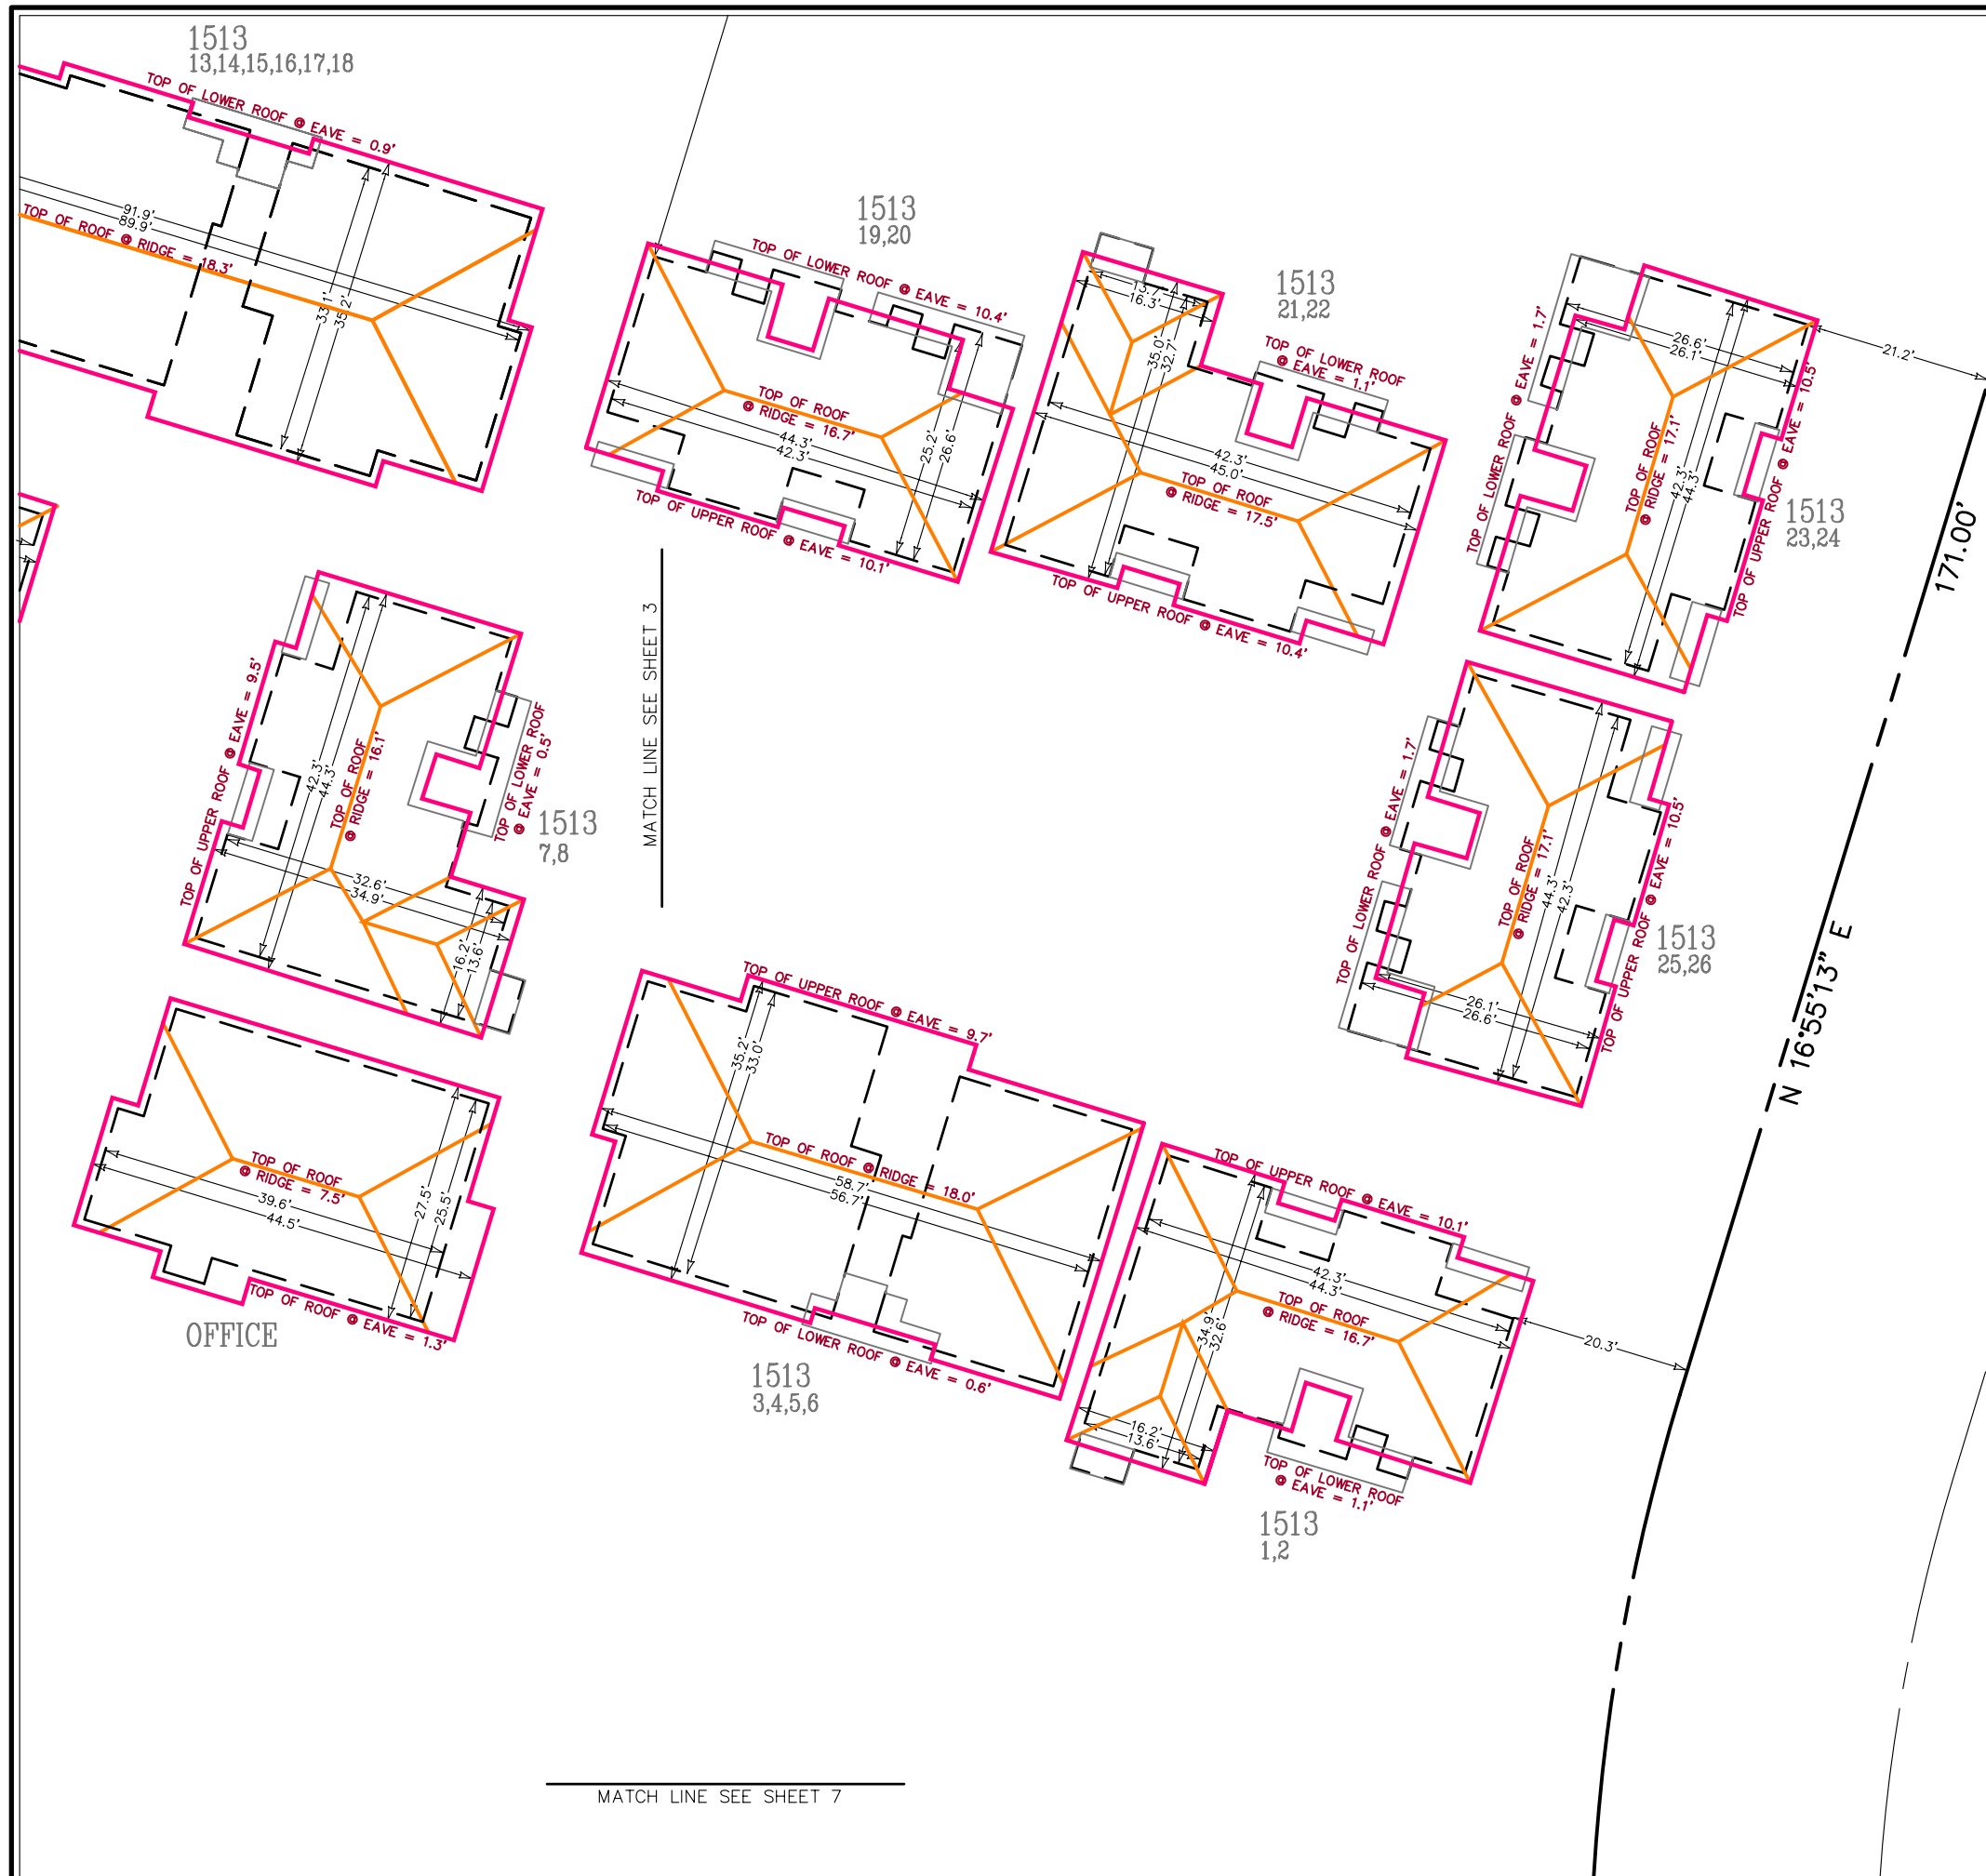 1513
13,14,15,16,17,18
TOP OF LOWER ROOF @ EAVE = 0.9'
91.9'
89.9'
TOP OF ROOF @ RIDGE = 18.3'
33.1'
35.2'
1513
19,20
TOP OF LOWER ROOF @ EAVE = 10.4'
TOP OF ROOF
@ RIDGE = 16.7'
44.3'
42.3'
25.2'
26.6'
TOP OF UPPER ROOF @ EAVE = 10.1'
1513
21,22
16.3'
35.0'
32.7'
TOP OF LOWER ROOF
@ EAVE = 1.1'
42.3'
45.0'
TOP OF ROOF
@ RIDGE = 17.5'
TOP OF UPPER ROOF @ EAVE = 10.4'
TOP OF LOWER ROOF @ EAVE = 1.7'
26.6'
26.1'
TOP OF ROOF
@ RIDGE = 17.1'
42.3'
44.3'
TOP OF UPPER ROOF @ EAVE = 10.5'
21.2'
1513
23,24
171.00'
N 16°55'13" E
MATCH LINE SEE SHEET 3
TOP OF UPPER ROOF @ EAVE = 9.5'
42.3'
44.3'
TOP OF ROOF
@ RIDGE = 16.1'
TOP OF LOWER ROOF
@ EAVE = 0.5'
1513
7,8
32.6'
34.9'
16.2'
13.6'
TOP OF LOWER ROOF @ EAVE = 1.7'
TOP OF ROOF
@ RIDGE = 17.1'
44.3'
42.3'
TOP OF UPPER ROOF @ EAVE = 10.5'
26.1'
26.6'
1513
25,26
TOP OF ROOF
@ RIDGE = 7.5'
39.6'
44.5'
27.5'
25.5'
TOP OF ROOF @ EAVE = 1.3'
OFFICE
TOP OF UPPER ROOF @ EAVE = 9.7'
35.2'
33.0'
TOP OF ROOF @ RIDGE = 18.0'
58.7'
56.7'
TOP OF LOWER ROOF @ EAVE = 0.6'
1513
3,4,5,6
TOP OF UPPER ROOF @ EAVE = 10.1'
42.3'
44.3'
TOP OF ROOF
@ RIDGE = 16.7'
34.9'
32.6'
20.3'
16.2'
13.6'
TOP OF LOWER ROOF
@ EAVE = 1.1'
1513
1,2
MATCH LINE SEE SHEET 7